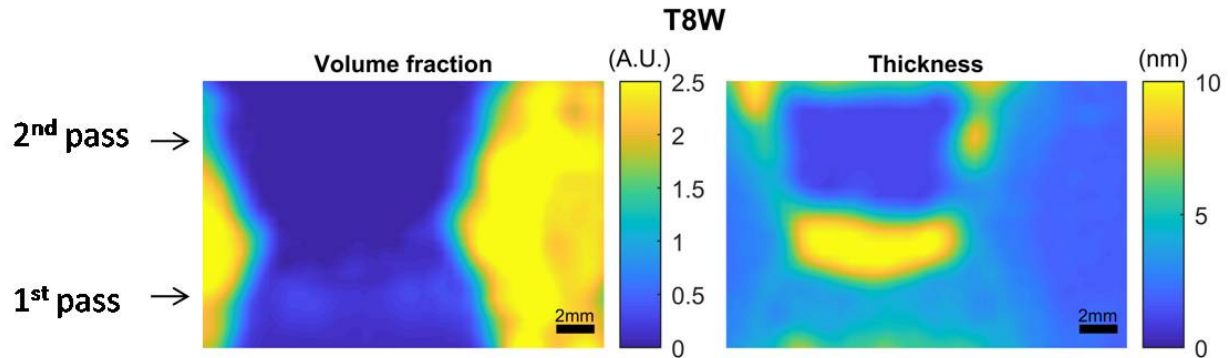 T8W
Volume fraction
(A.U.)
Thickness
(nm)
2nd pass
1st pass
2.5
2
1.5
1
0.5
0
10
5
0
2mm
2mm